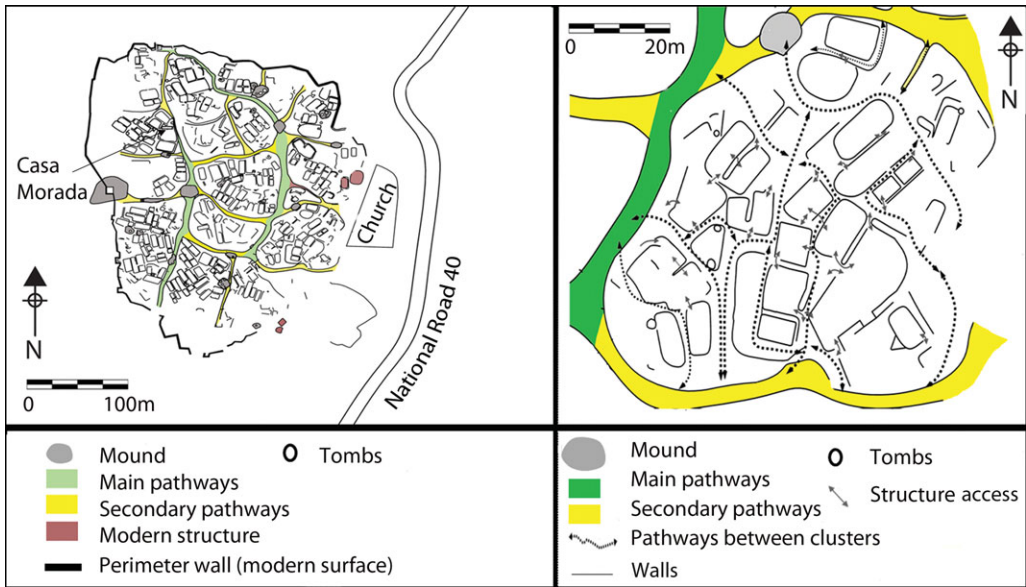 Casa
Morada
Church
National Road 40
N
0 100m
0 20m
N
Mound
Tombs
Main pathways
Secondary pathways
Modern structure
Perimeter wall (modern surface)
Mound
Tombs
Main pathways
Structure access
Secondary pathways
Pathways between clusters
Walls